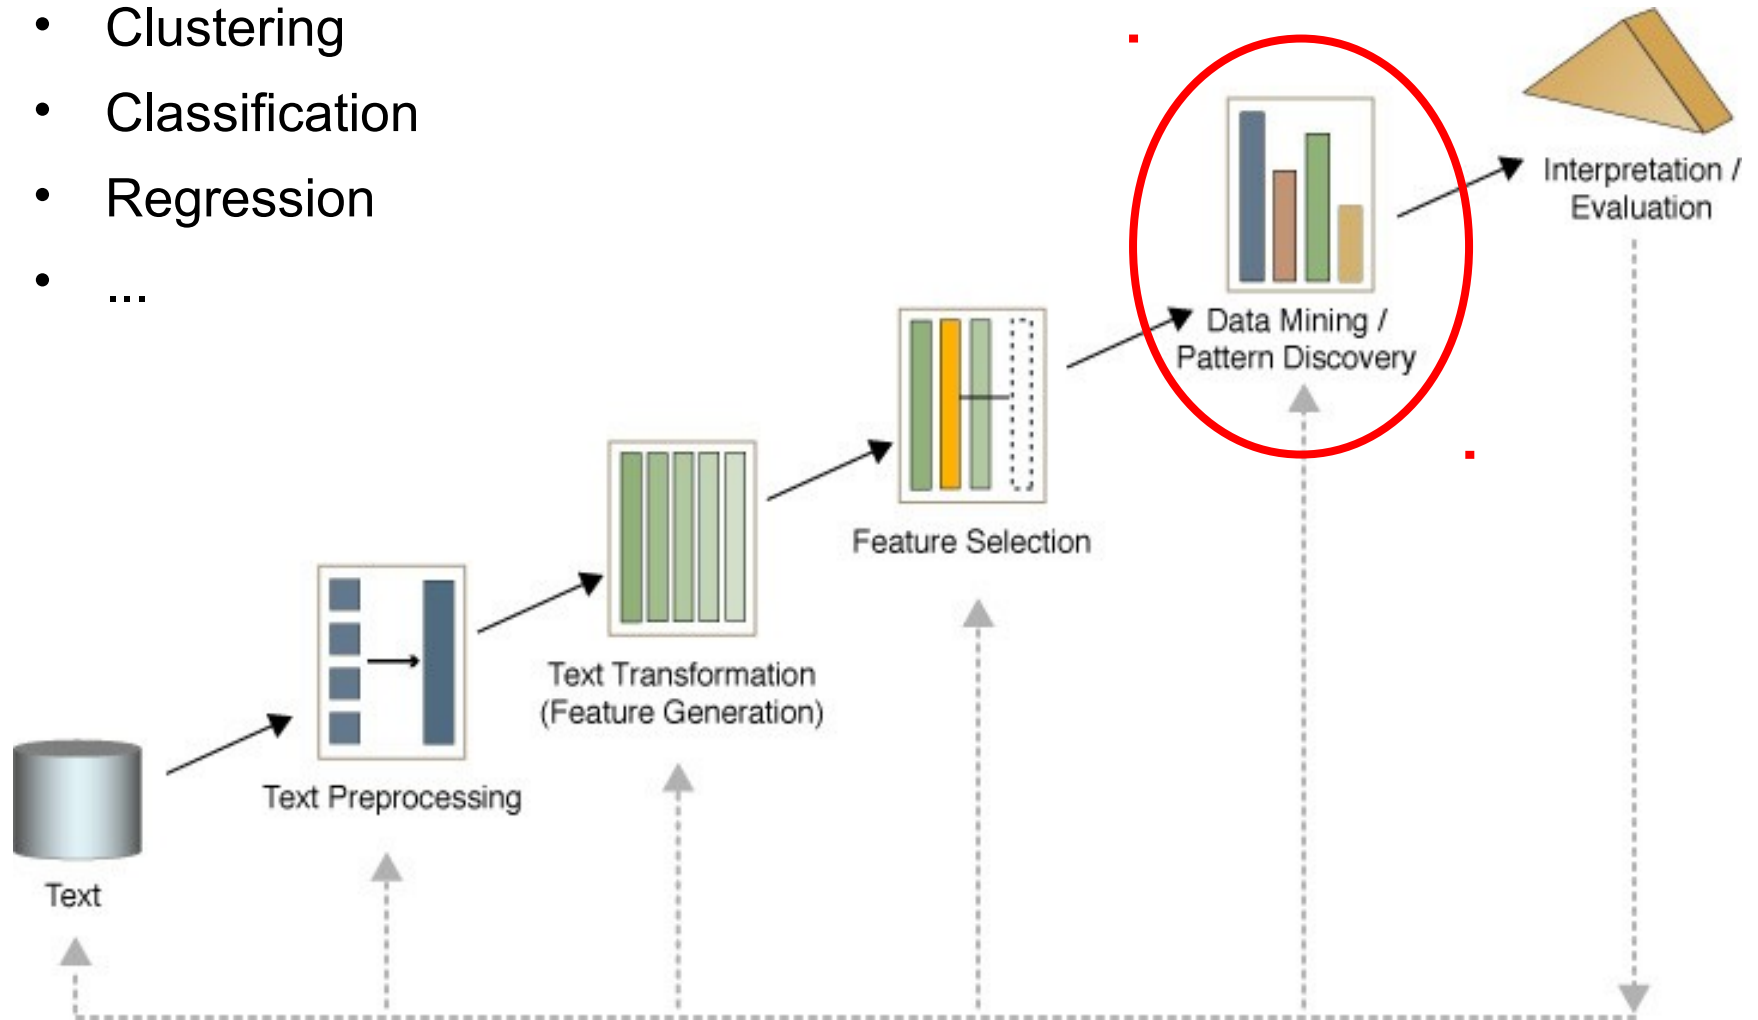 • Clustering
• Classification
• Regression
• ...
Interpretation /
Evaluation
Data Mining /
Pattern Discovery
Feature Selection
Text Transformation
(Feature Generation)
Text Preprocessing
Text